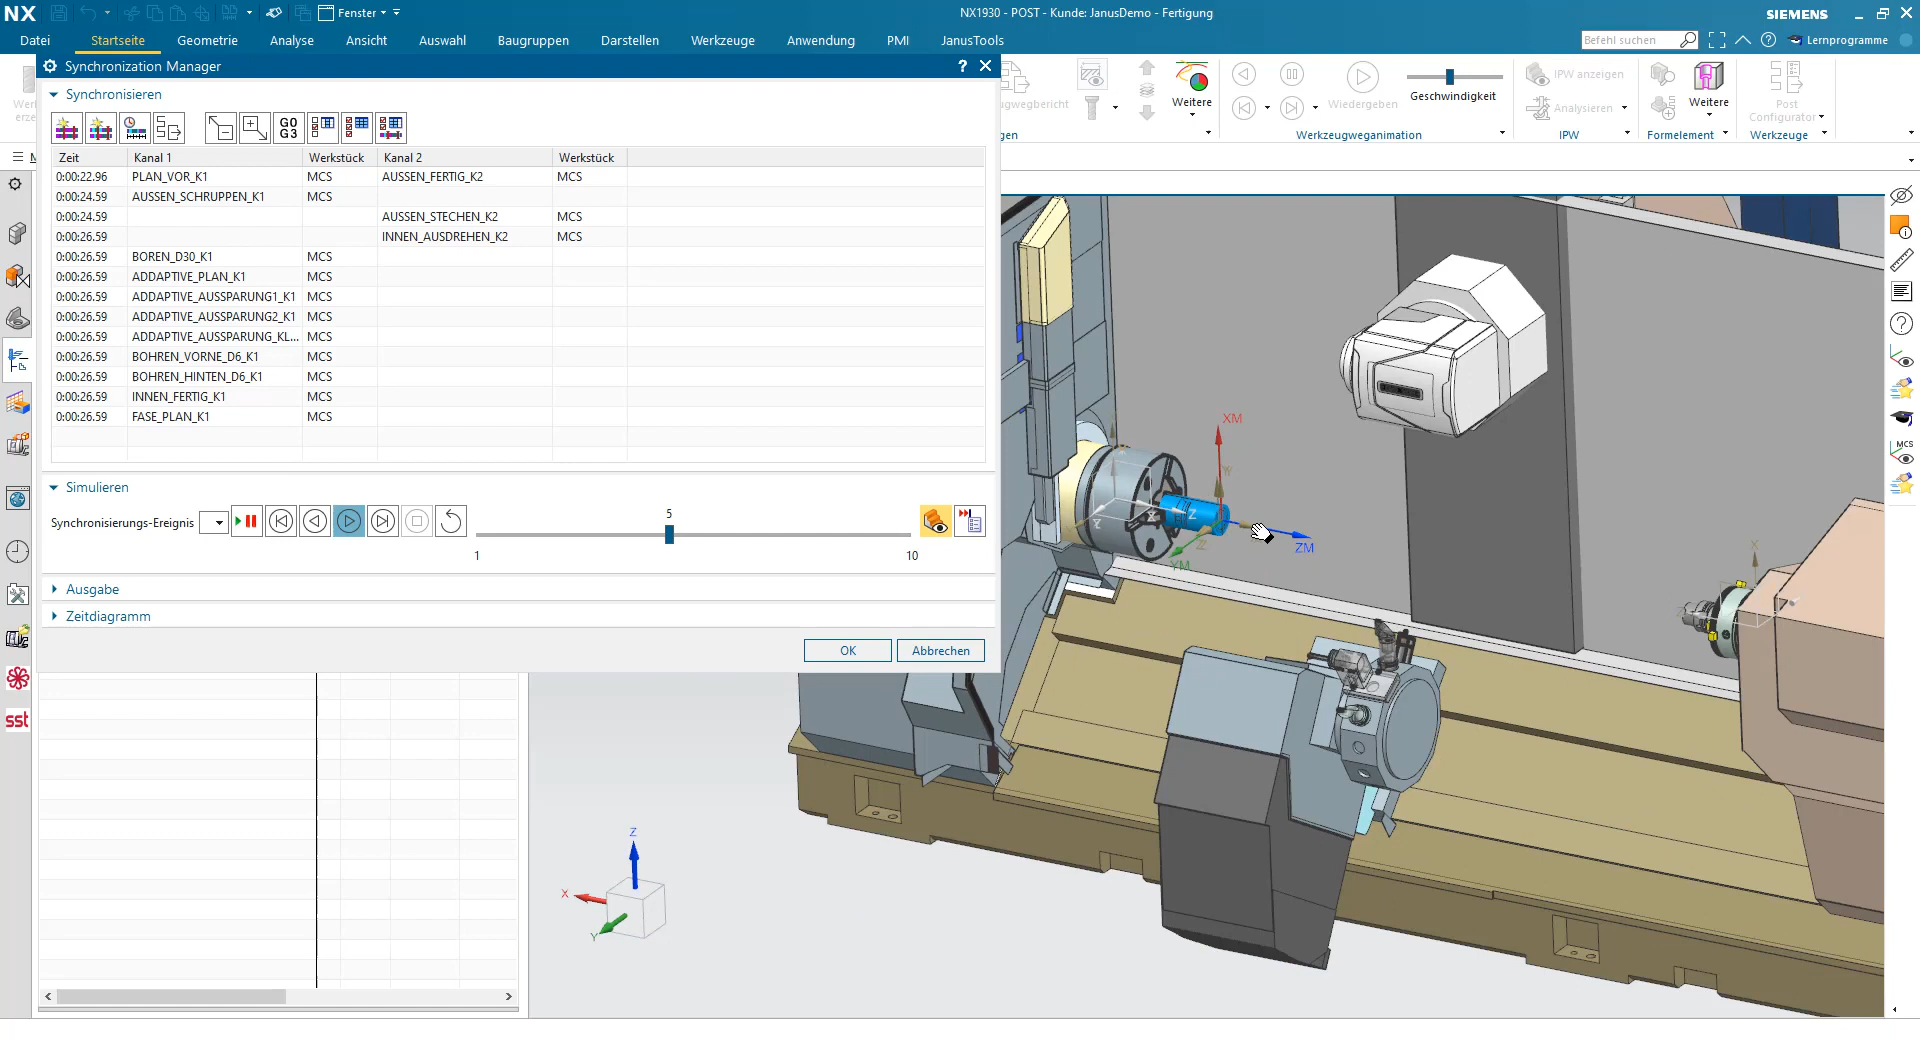 NX
Fenster
NX1930 - POST - Kunde: JanusDemo - Fertigung
SIEMENS
Datei Startseite Geometrie Analyse Ansicht Auswahl Baugruppen Darstellen Werkzeuge Anwendung PMI JanusTools
Befehl suchen
Lernprogramme
Synchronization Manager
?
Synchronisieren
G0
G3
Zeit Kanal 1 Werkstück Kanal 2 Werkstück
0:00:22.96 PLAN_VOR_K1 MCS AUSSEN_FERTIG_K2 MCS
0:00:24.59 AUSSEN_SCHRUPPEN_K1 MCS
0:00:24.59 AUSSEN_STECHEN_K2 MCS
0:00:26.59 INNEN_AUSDREHEN_K2 MCS
0:00:26.59 BOREN_D30_K1 MCS
0:00:26.59 ADDAPTIVE_PLAN_K1 MCS
0:00:26.59 ADDAPTIVE_AUSSPARUNG1_K1 MCS
0:00:26.59 ADDAPTIVE_AUSSPARUNG2_K1 MCS
0:00:26.59 ADDAPTIVE_AUSSPARUNG_KL... MCS
0:00:26.59 BOHREN_VORNE_D6_K1 MCS
0:00:26.59 BOHREN_HINTEN_D6_K1 MCS
0:00:26.59 INNEN_FERTIG_K1 MCS
0:00:26.59 FASE_PLAN_K1 MCS
Simulieren
Synchronisierungs-Ereignis
5
1
10
Ausgabe
Zeitdiagramm
OK
Abbrechen
Weitere
Wiedergeben
Geschwindigkeit
Werkzeugweganimation
IPW anzeigen
Analysieren
IPW
Weitere
Formelement
Post
Configurator
Werkzeuge
XM
ZM
YM
Z
X
Y
MCS
sst